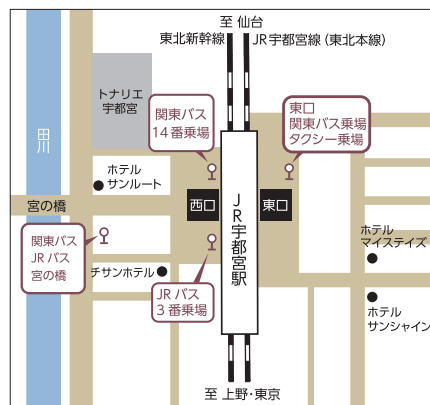 至 仙台
東北新幹線
JR宇都宮線(東北本線)
トナリエ
宇都宮
関東バス
14番乗場
東口
関東バス乗場
タクシー乗場
田川
ホテル
サンルート
宮の橋
西口
JR宇都宮駅
東口
関東バス
JRバス
宮の橋
チサンホテル
JRバス
3番乗場
ホテル
マイステイズ
ホテル
サンシャイン
至 上野・東京